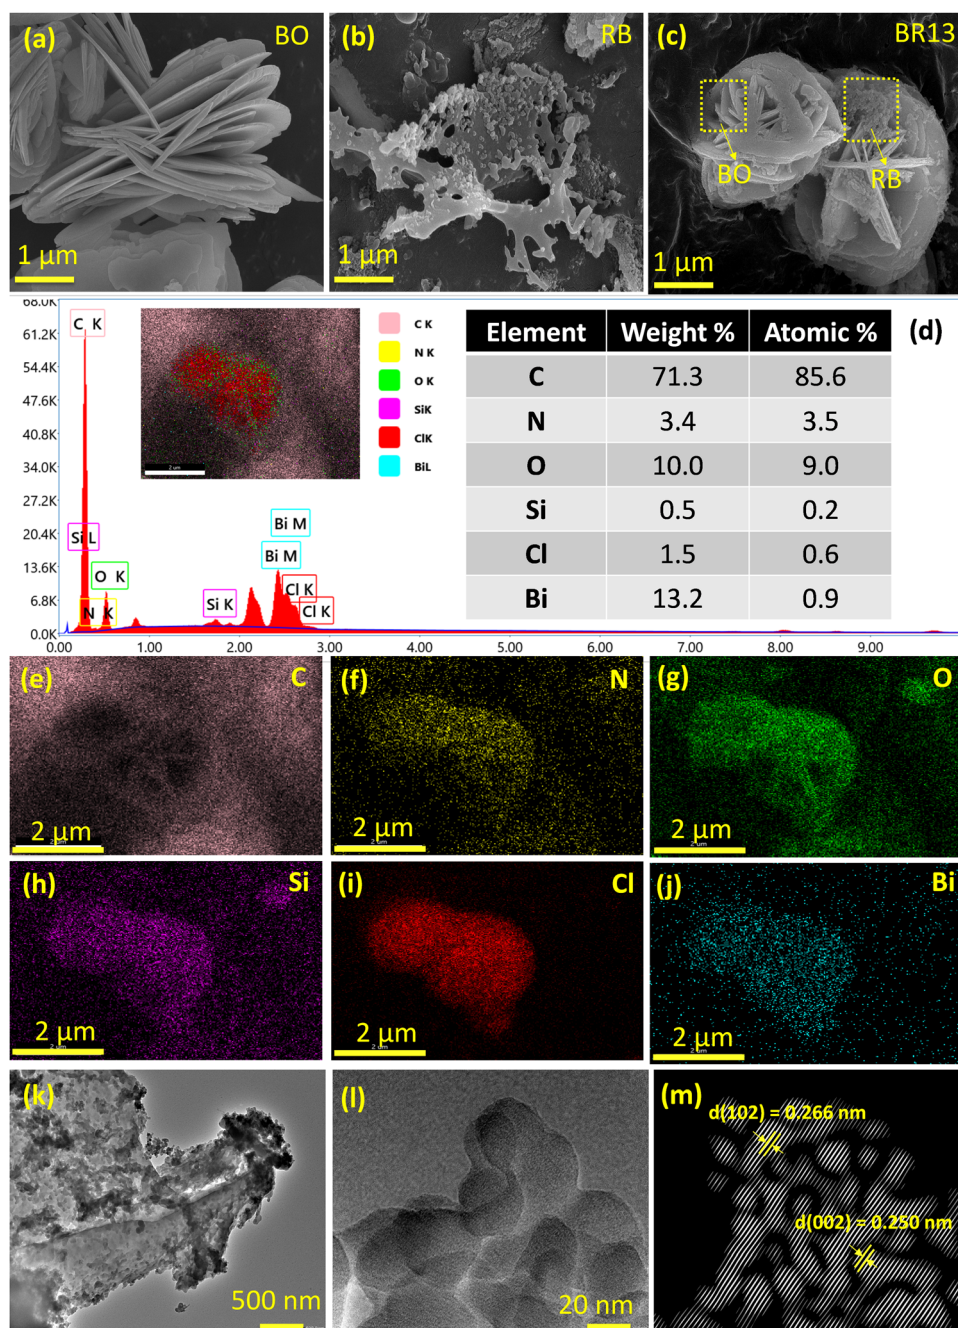 (a) BO
1 μm
(b) RB
1 μm
(c) BR13
BO
RB
1 μm
68.0K
61.2K
54.4K
47.6K
40.8K
34.0K
27.2K
20.4K
13.6K
6.8K
0.0K
0.00 1.00 2.00 3.00 4.00 5.00 6.00 7.00 8.00 9.00
C K
Si L
O K
N K
Si K
Bi M
Bi M
Cl K
Cl K
2 um
C K
N K
O K
SiK
ClK
BiL
(d)
Element Weight % Atomic %
C 71.3 85.6
N 3.4 3.5
O 10.0 9.0
Si 0.5 0.2
Cl 1.5 0.6
Bi 13.2 0.9
(e) C
2 μm
(f) N
2 μm
(g) O
2 μm
(h) Si
2 μm
(i) Cl
2 μm
(j) Bi
2 μm
(k)
500 nm
(l)
20 nm
(m)
d(102) = 0.266 nm
d(002) = 0.250 nm